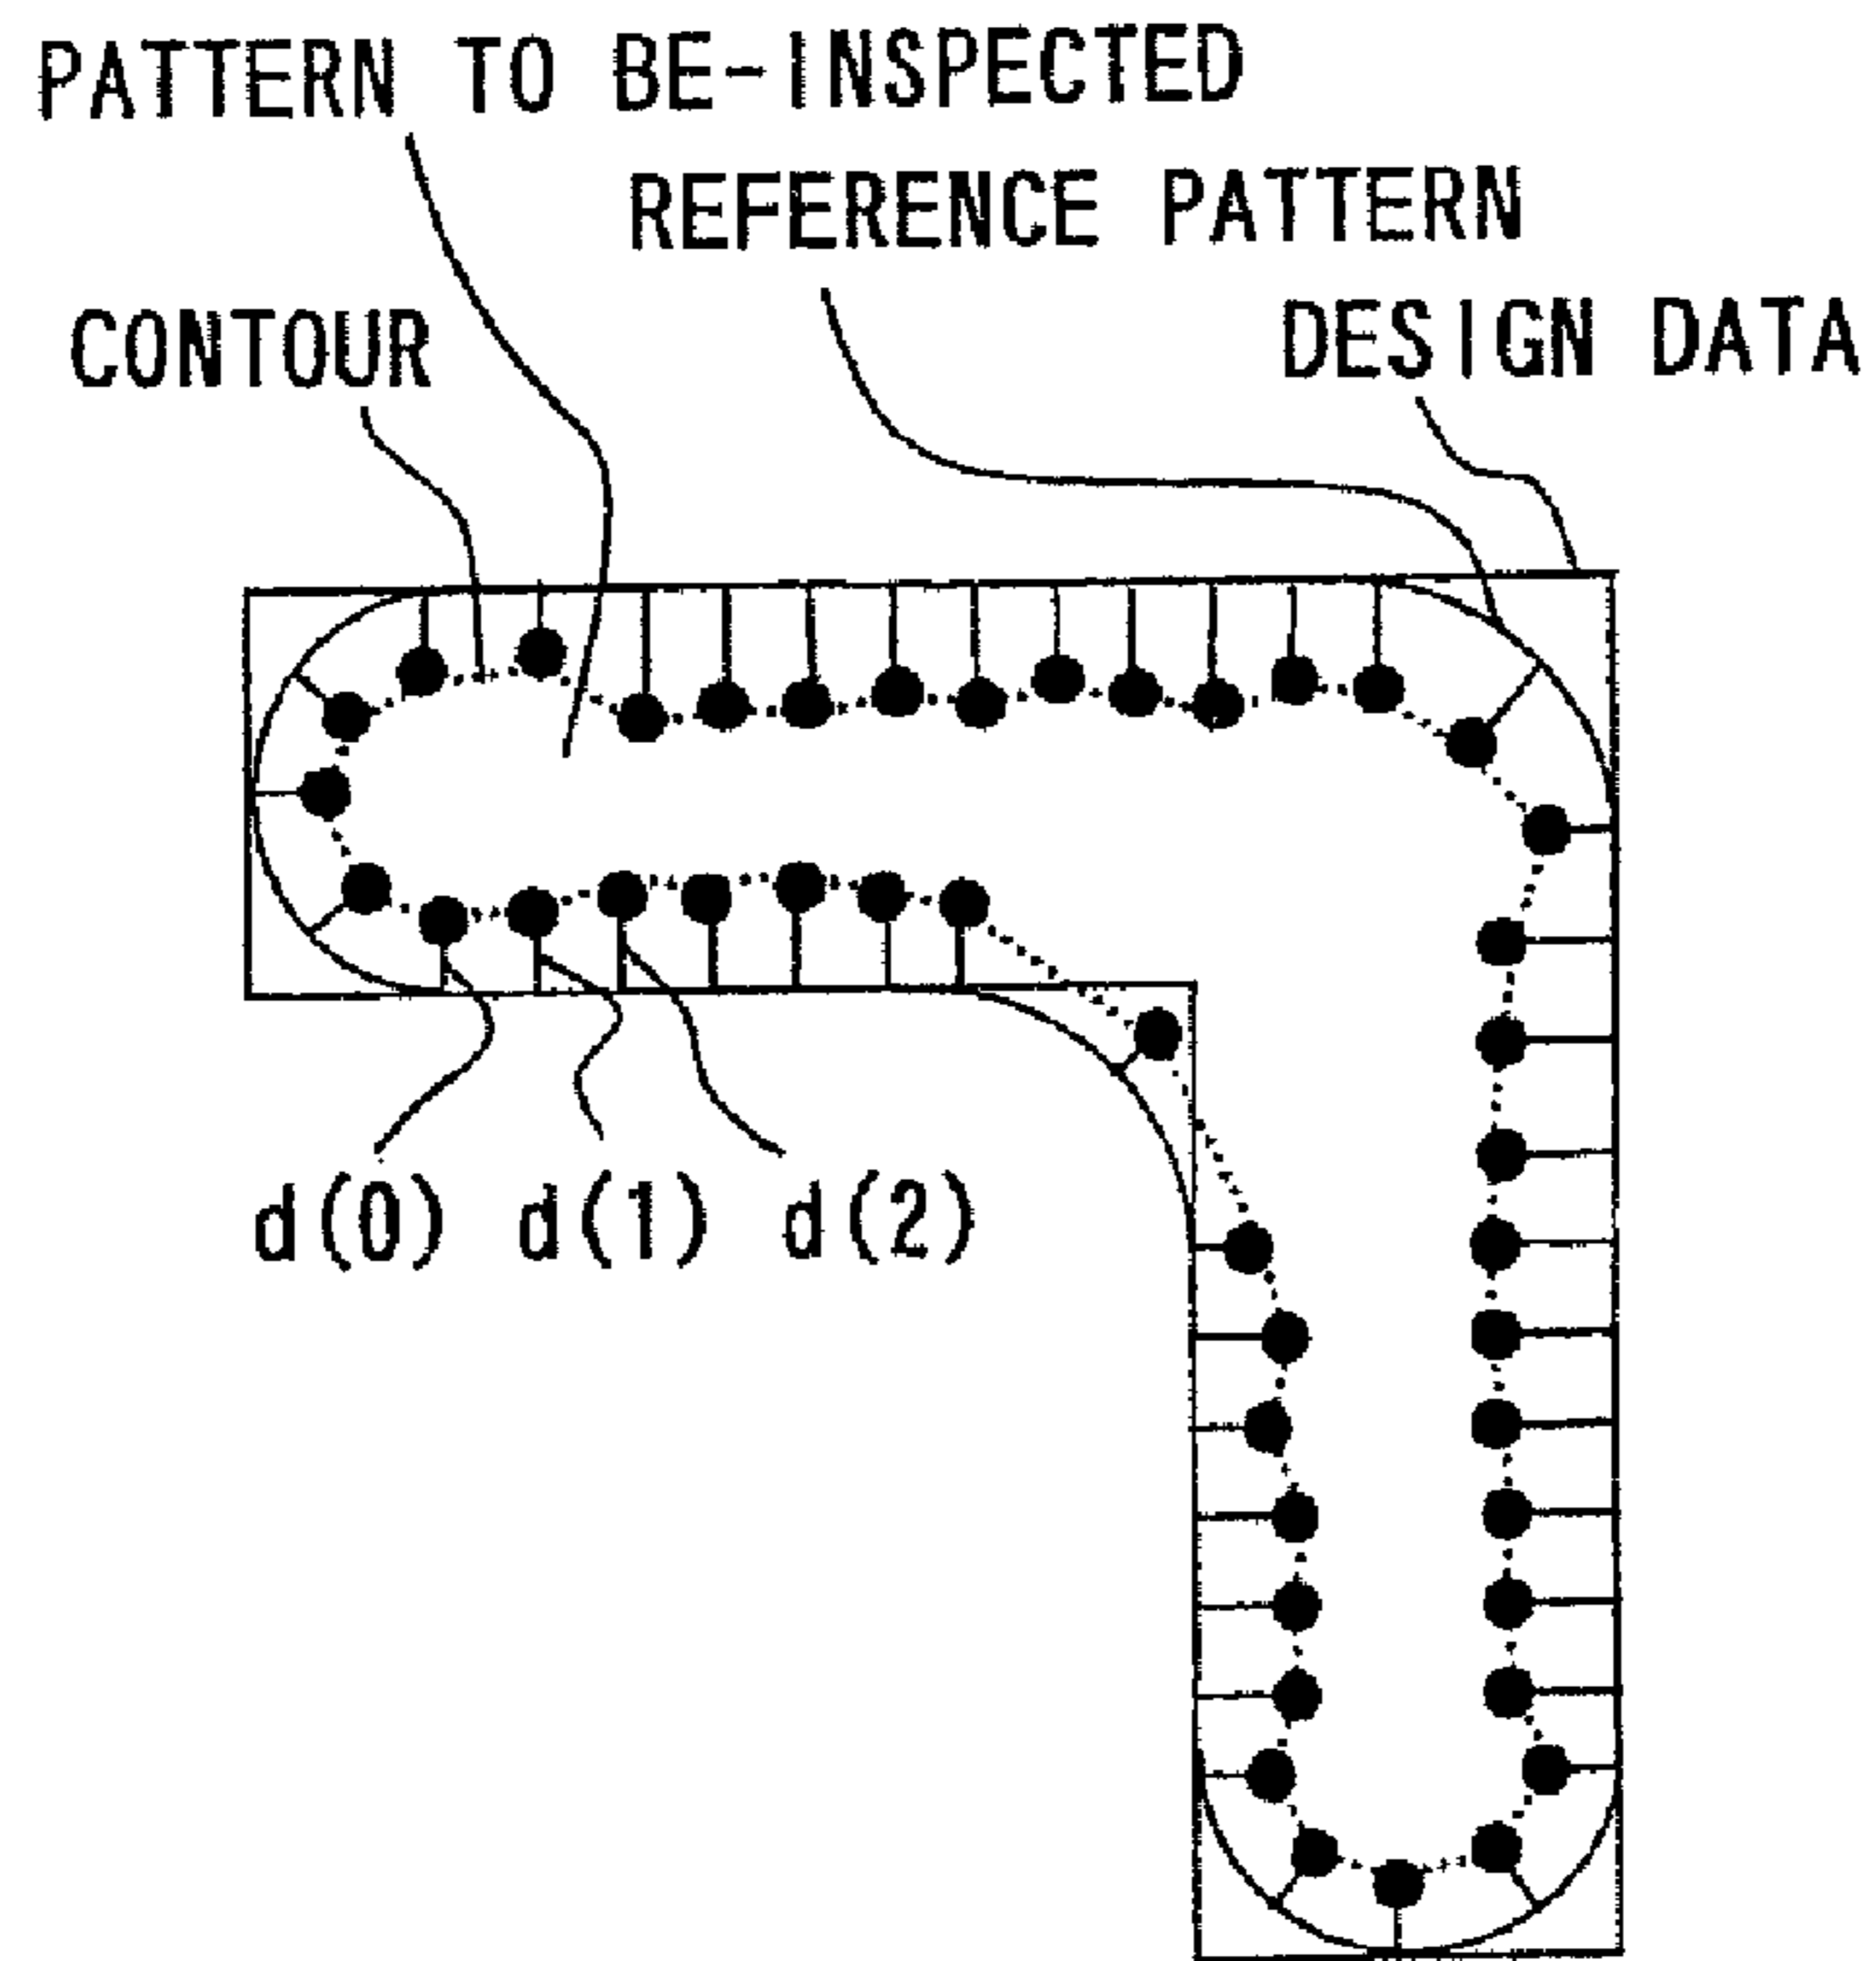 PATTERN TO BE-INSPECTED
REFERENCE PATTERN
CONTOUR
DESIGN DATA
d(0) d(1) d(2)